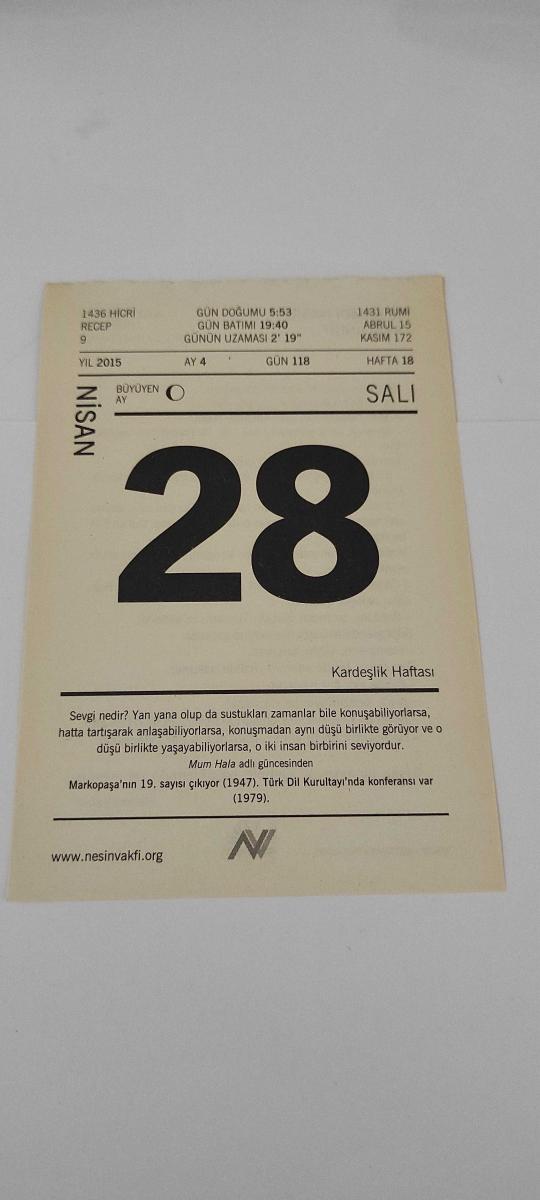 1436 HİCRİ GÜN DOĞUMU 5:53 1431 RUMİ
RECEP GÜN BATIMI 19:40 ABRUL 15
9 GÜNÜN UZAMASI 2' 19" KASIM 172
YIL 2015 AY 4 GÜN 118 HAFTA 18
NİSAN
BÜYÜYEN
AY
SALI
28
Kardeşlik Haftası
Sevgi nedir? Yan yana olup da sustukları zamanlar bile konuşabiliyorlarsa,
hatta tartışarak anlaşabiliyorlarsa, konuşmadan aynı düşü birlikte görüyor ve o
düşü birlikte yaşayabiliyorlarsa, o iki insan birbirini seviyordur.
Mum Hala adlı güncesinden
Markopaşa'nın 19. sayısı çıkıyor (1947). Türk Dil Kurultayı'nda konferansı var
(1979).
www.nesinvakfi.org